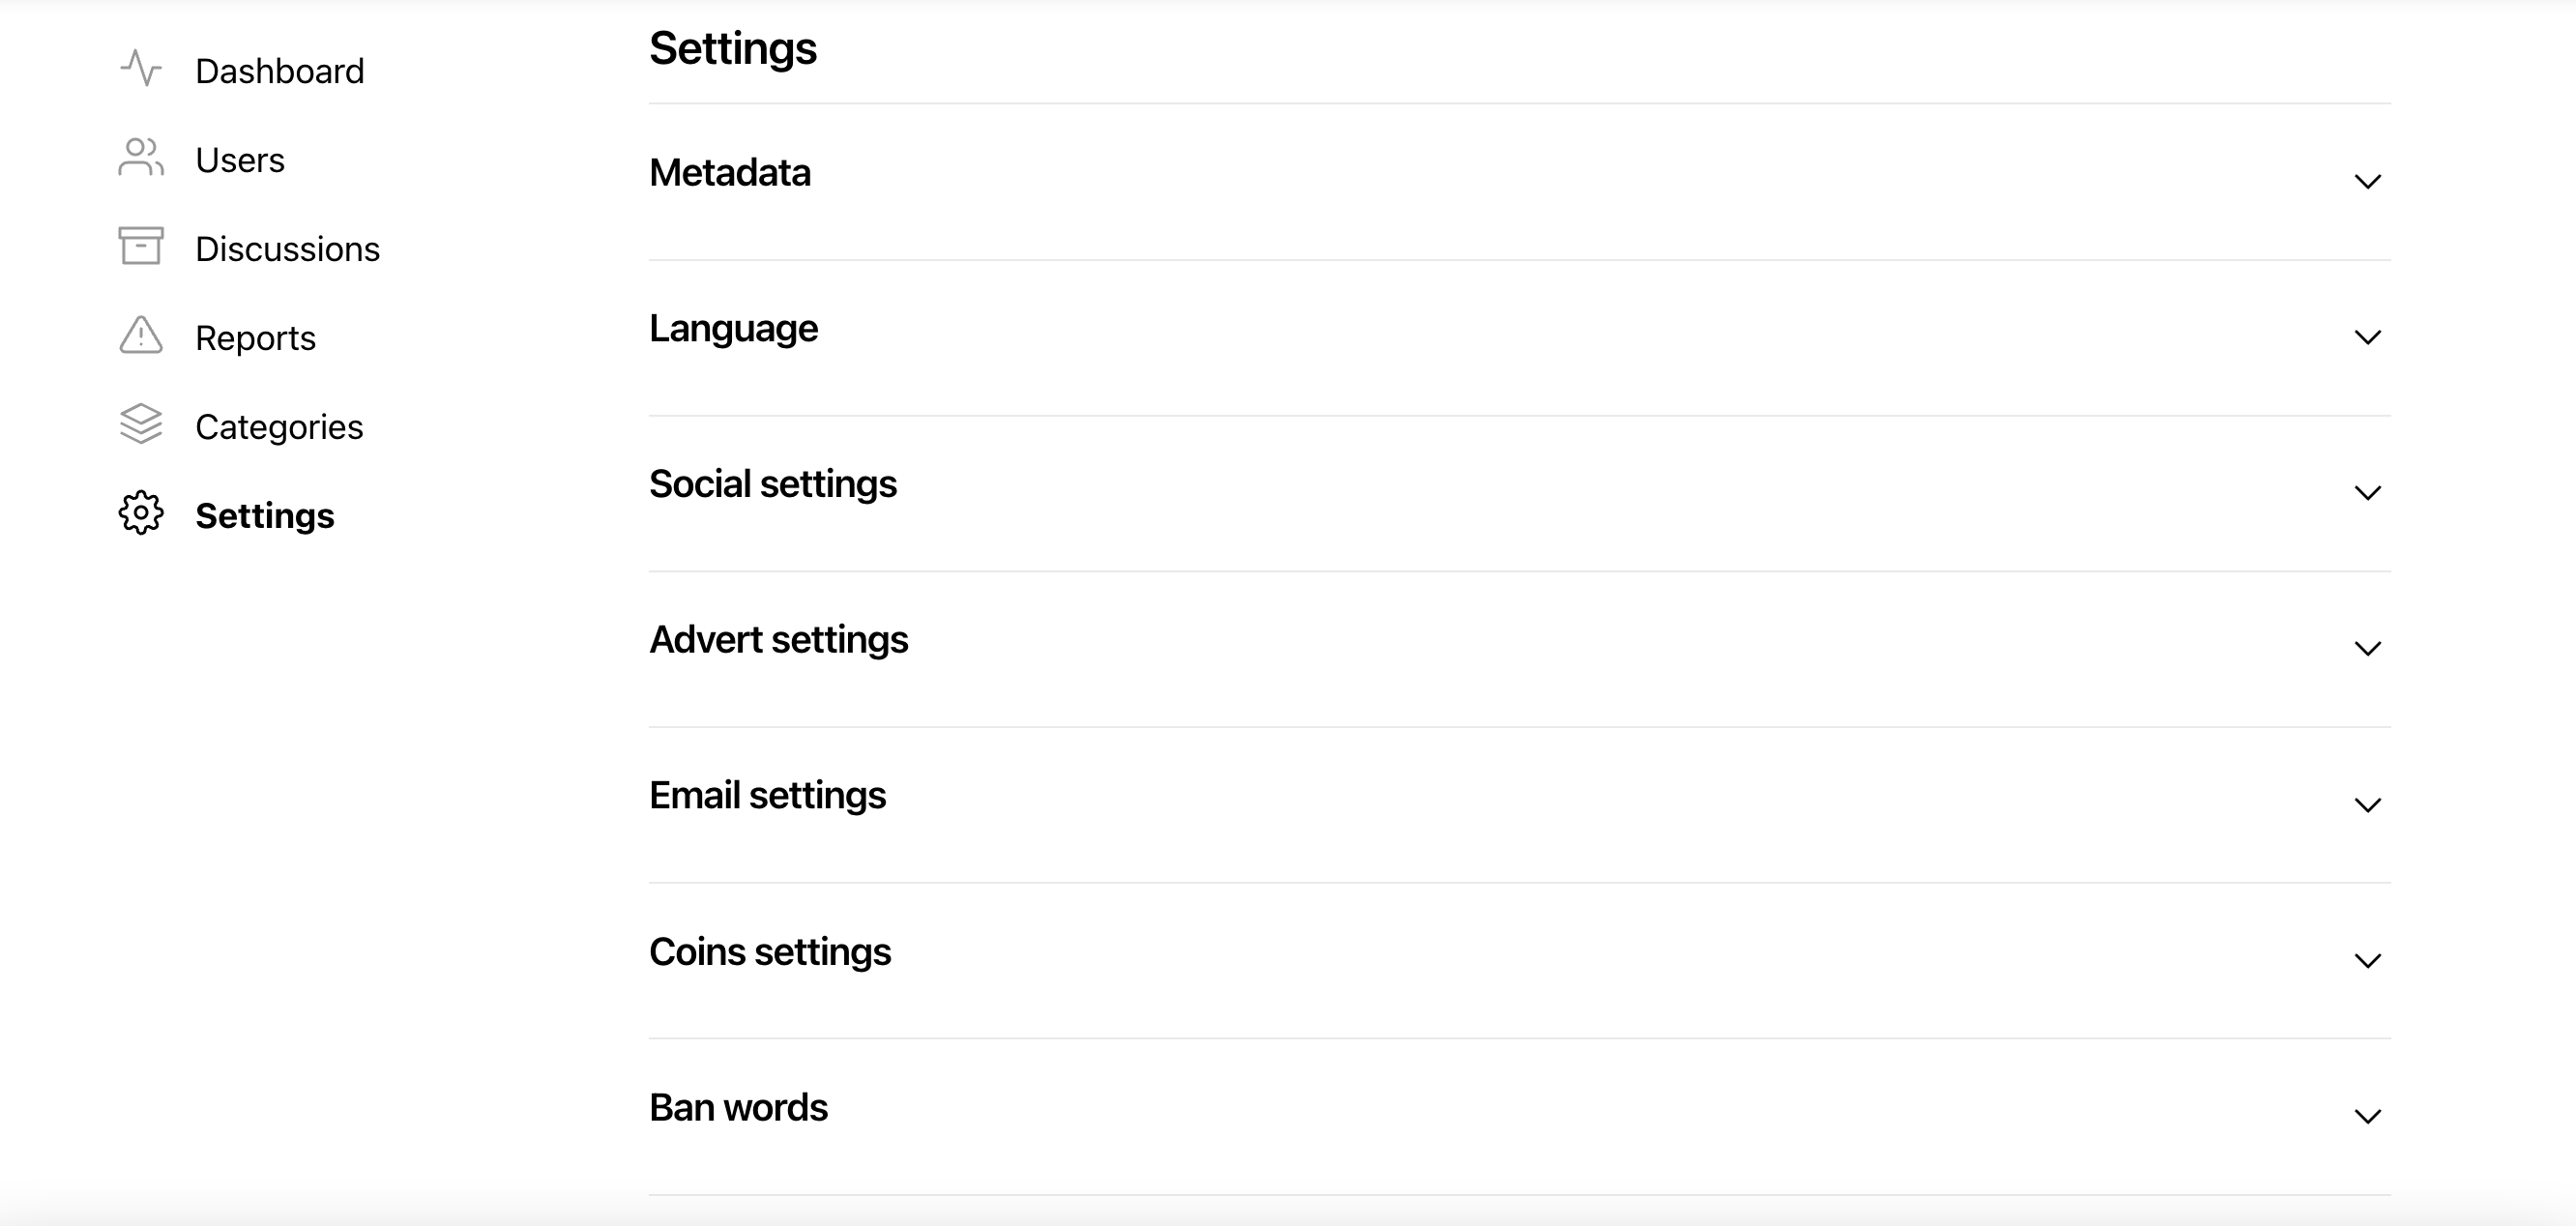 Dashboard
Users
Discussions
Reports
Categories
Settings
Settings
Metadata
Language
Social settings
Advert settings
Email settings
Coins settings
Ban words